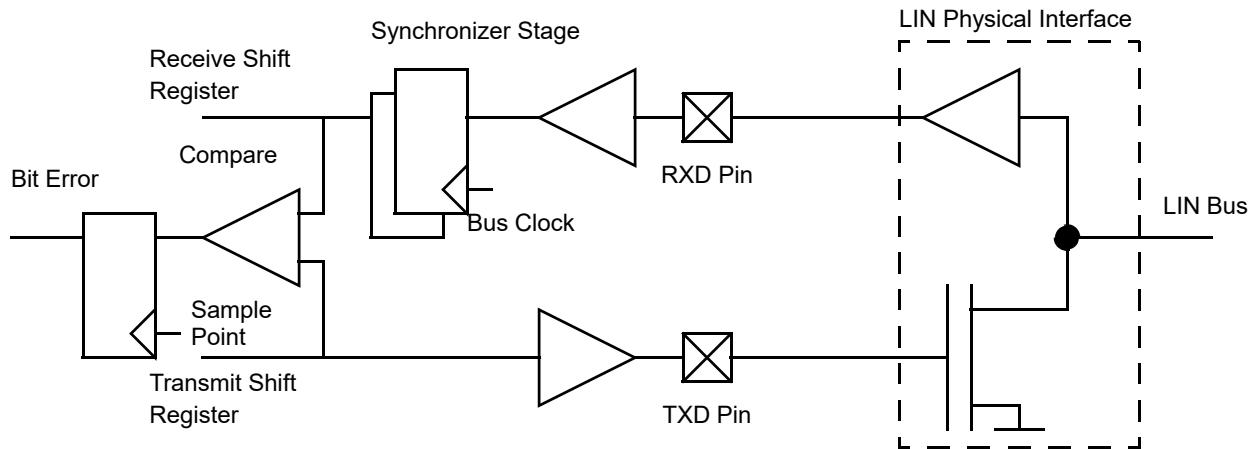 LIN Physical Interface
Synchronizer Stage
Receive Shift
Register
Compare
RXD Pin
Bit Error
LIN Bus
Bus Clock
Sample
Point
Transmit Shift
Register
TXD Pin